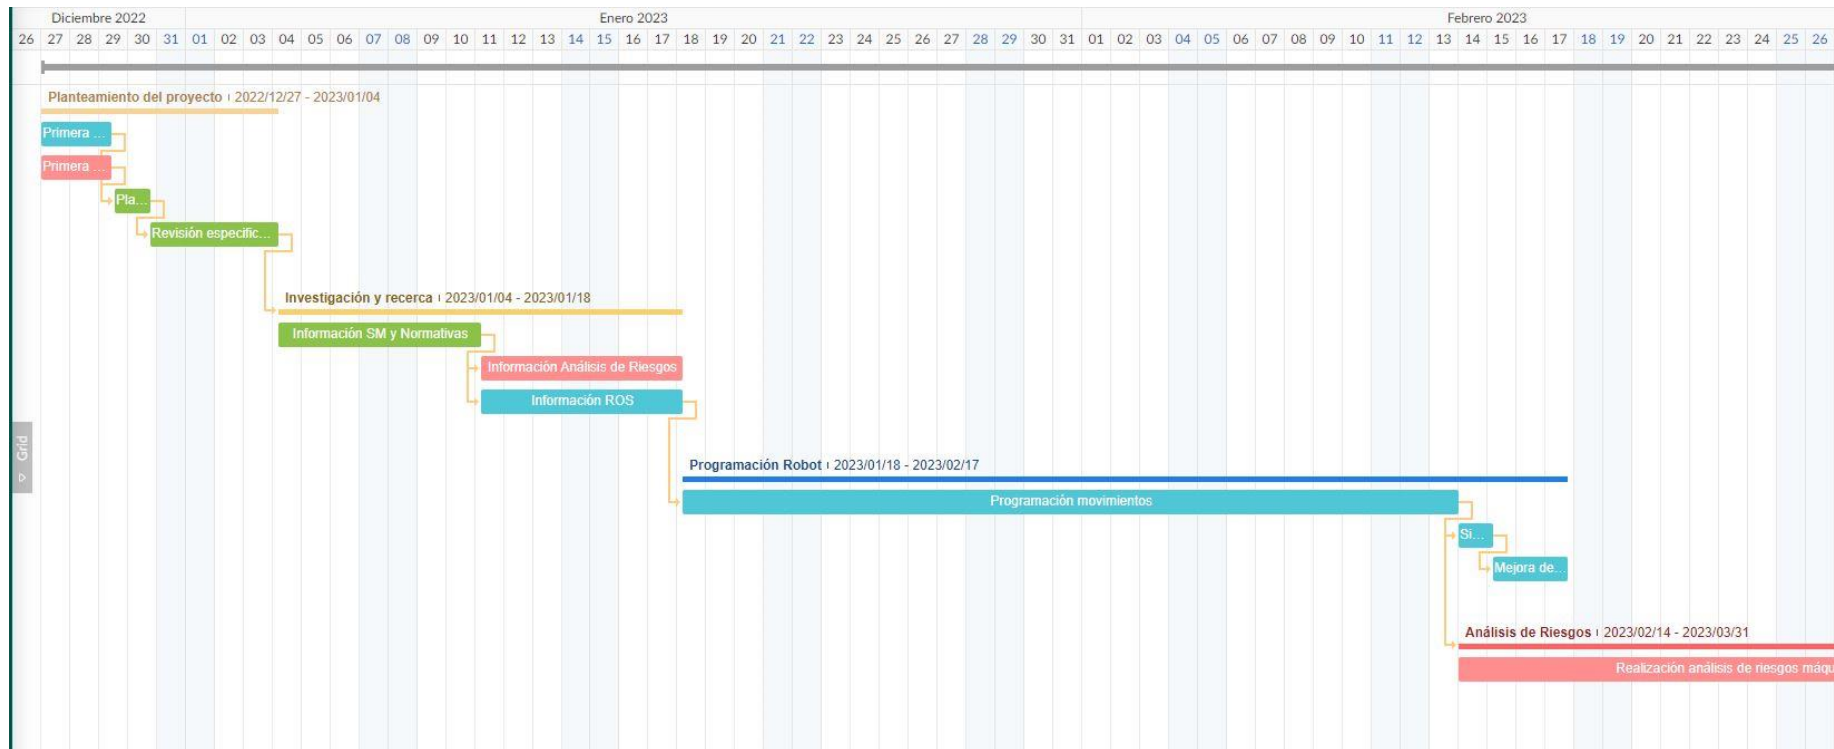 Diciembre 2022 Enero 2023 Febrero 2023
26 27 28 29 30 31 01 02 03 04 05 06 07 08 09 10 11 12 13 14 15 16 17 18 19 20 21 22 23 24 25 26 27 28 29 30 31 01 02 03 04 05 06 07 08 09 10 11 12 13 14 15 16 17 18 19 20 21 22 23 24 25 26
Planteamiento del proyecto 2022/12/27 - 2023/01/04
Primera ...
Primera ...
Pla...
Revisión especific...
Investigación y recerca 2023/01/04 - 2023/01/18
Información SM y Normativas
Información Análisis de Riesgos
Información ROS
Grid
Programación Robot 2023/01/18 - 2023/02/17
Programación movimientos
Si...
Mejora de...
Análisis de Riesgos 2023/02/14 - 2023/03/31
Realización análisis de riesgos máqu